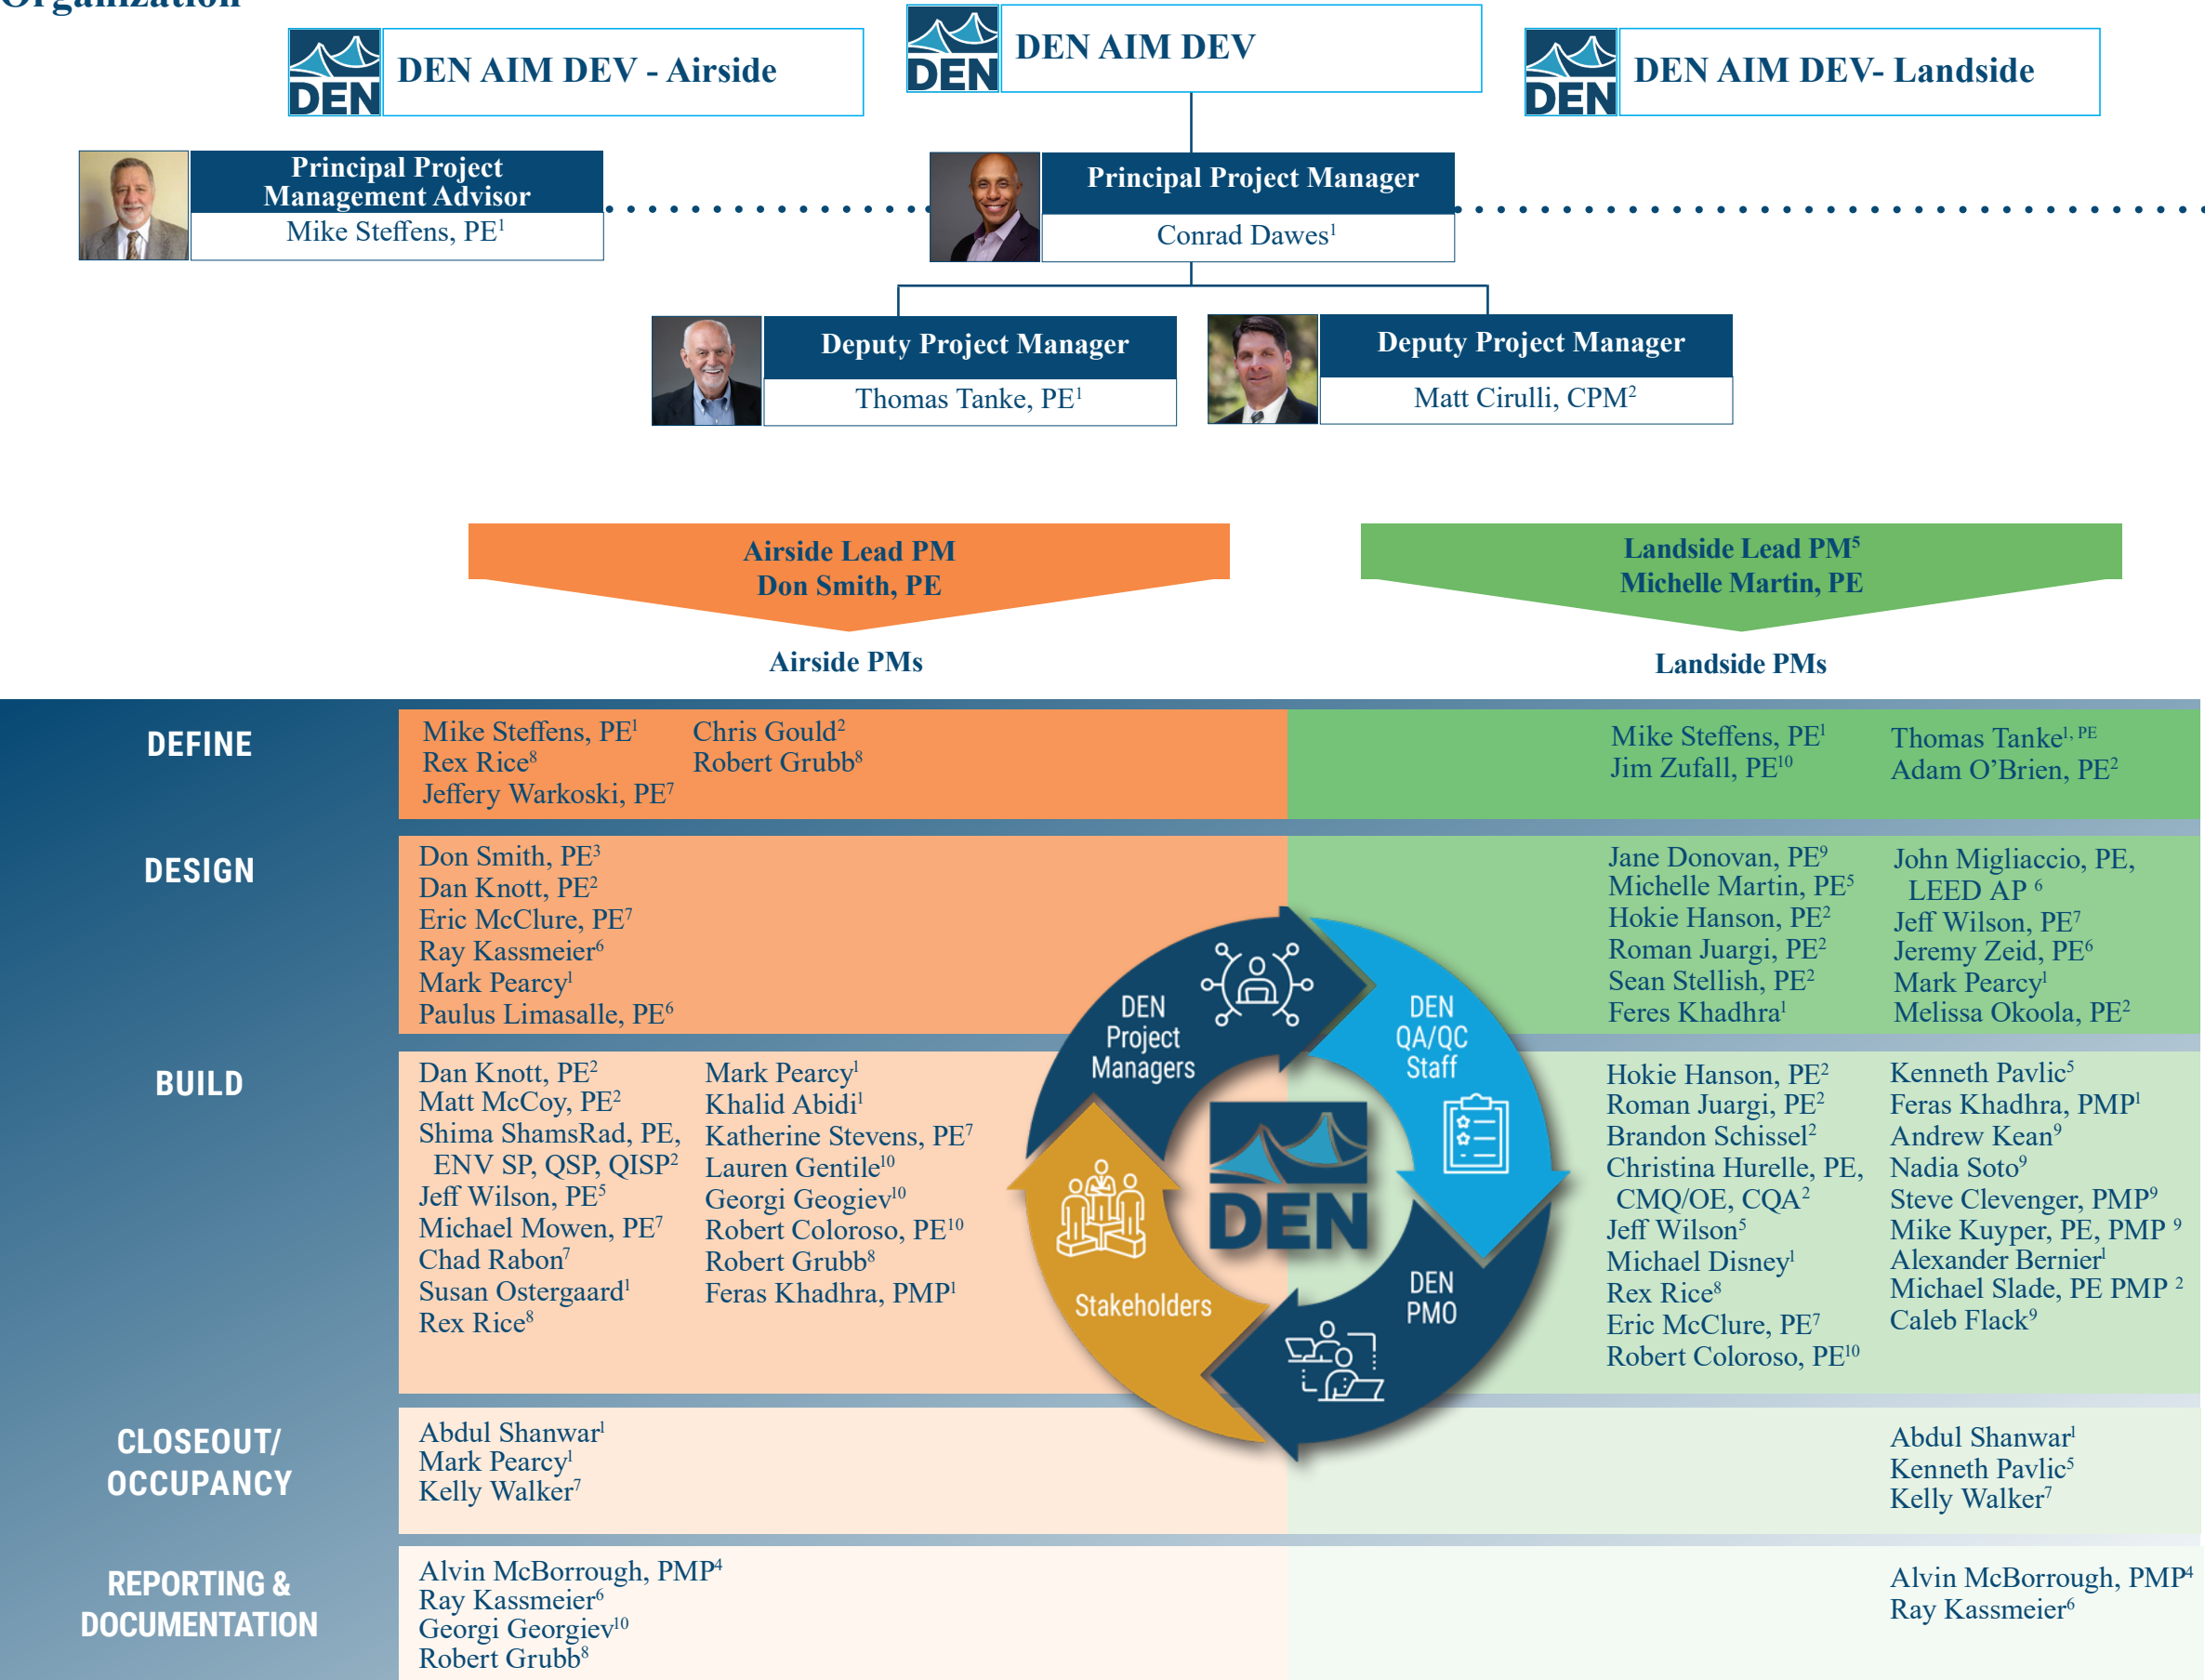 Organization
DEN
DEN AIM DEV - Airside
DEN
DEN AIM DEV
DEN
DEN AIM DEV- Landside
Principal Project
Management Advisor
Mike Steffens, PE¹
Principal Project Manager
Conrad Dawes¹
Deputy Project Manager
Thomas Tanke, PE¹
Deputy Project Manager
Matt Cirulli, CPM²
Airside Lead PM
Don Smith, PE
Landside Lead PM⁵
Michelle Martin, PE
Airside PMs
Landside PMs
DEFINE
Mike Steffens, PE¹
Rex Rice⁸
Jeffery Warkoski, PE⁷
Chris Gould²
Robert Grubb⁸
Mike Steffens, PE¹
Jim Zufall, PE¹⁰
Thomas Tanke¹, PE
Adam O’Brien, PE²
DESIGN
Don Smith, PE³
Dan Knott, PE²
Eric McClure, PE⁷
Ray Kassmeier⁶
Mark Pearcy¹
Paulus Limasalle, PE⁶
Jane Donovan, PE⁹
Michelle Martin, PE⁵
Hokie Hanson, PE²
Roman Juargi, PE²
Sean Stellish, PE²
Feres Khadhra¹
John Migliaccio, PE,
LEED AP ⁶
Jeff Wilson, PE⁷
Jeremy Zeid, PE⁶
Mark Pearcy¹
Melissa Okoola, PE²
BUILD
Dan Knott, PE²
Matt McCoy, PE²
Shima ShamsRad, PE,
ENV SP, QSP, QISP²
Jeff Wilson, PE⁵
Michael Mowen, PE⁷
Chad Rabon⁷
Susan Ostergaard¹
Rex Rice⁸
Mark Pearcy¹
Khalid Abidi¹
Katherine Stevens, PE⁷
Lauren Gentile¹⁰
Georgi Geogiev¹⁰
Robert Coloroso, PE¹⁰
Robert Grubb⁸
Feras Khadhra, PMP¹
DEN
Project
Managers
DEN
QA/QC
Staff
DEN
Stakeholders
DEN
PMO
Hokie Hanson, PE²
Roman Juargi, PE²
Brandon Schissel²
Christina Hurelle, PE,
CMQ/OE, CQA²
Jeff Wilson⁵
Michael Disney¹
Rex Rice⁸
Eric McClure, PE⁷
Robert Coloroso, PE¹⁰
Kenneth Pavlic⁵
Feras Khadhra, PMP¹
Andrew Kean⁹
Nadia Soto⁹
Steve Clevenger, PMP⁹
Mike Kuyper, PE, PMP ⁹
Alexander Bernier¹
Michael Slade, PE PMP ²
Caleb Flack⁹
CLOSEOUT/
OCCUPANCY
Abdul Shanwar¹
Mark Pearcy¹
Kelly Walker⁷
Abdul Shanwar¹
Kenneth Pavlic⁵
Kelly Walker⁷
REPORTING &
DOCUMENTATION
Alvin McBorrough, PMP⁴
Ray Kassmeier⁶
Georgi Georgiev¹⁰
Robert Grubb⁸
Alvin McBorrough, PMP⁴
Ray Kassmeier⁶